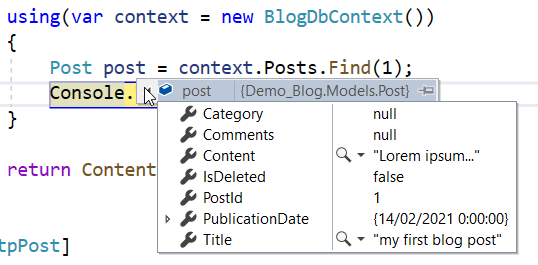 using(var context = new BlogDbContext())
{
Post post = context.Posts.Find(1);
Console.
post {Demo_Blog.Models.Post}
Category null
Comments null
Content "Lorem ipsum..."
IsDeleted false
PostId 1
PublicationDate {14/02/2021 0:00:00}
Title "my first blog post"
}
return Content
tpPost]